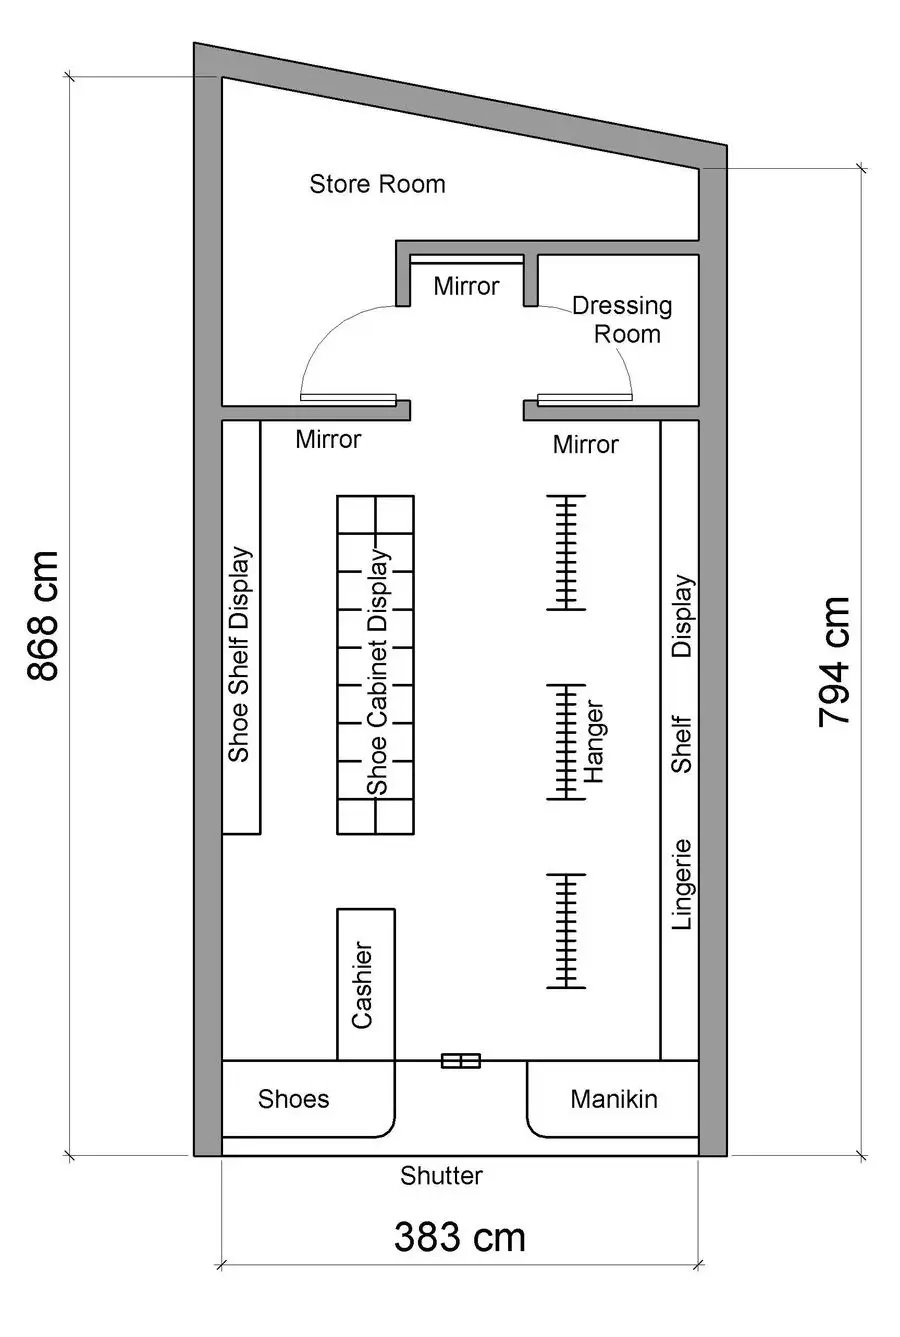 Store Room
Mirror
Dressing
Room
Mirror
Mirror
Shoe Shelf Display
Shoe Cabinet Display
Hanger
Lingerie Shelf Display
868 cm
794 cm
Cashier
Shoes
Manikin
Shutter
383 cm